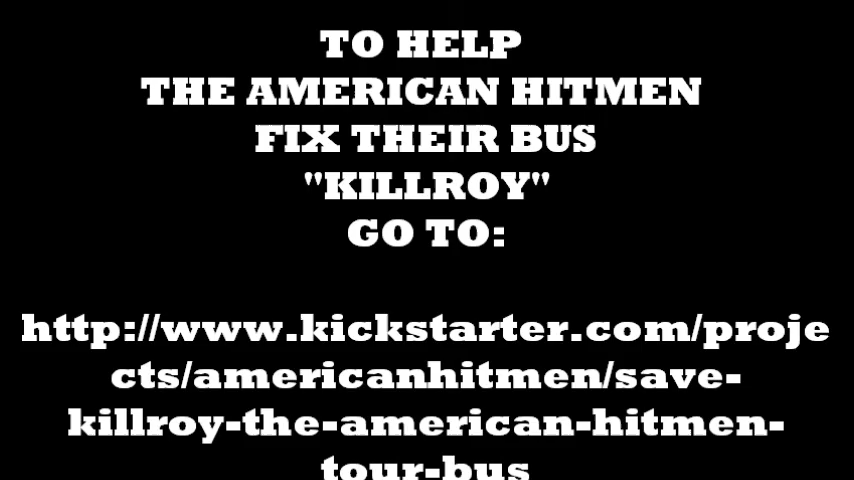 TO HELP
THE AMERICAN HITMEN
FIX THEIR BUS
"KILLROY"
GO TO:
http://www.kickstarter.com/proje
cts/americanhitmen/save-
killroy-the-american-hitmen-
tour-bus